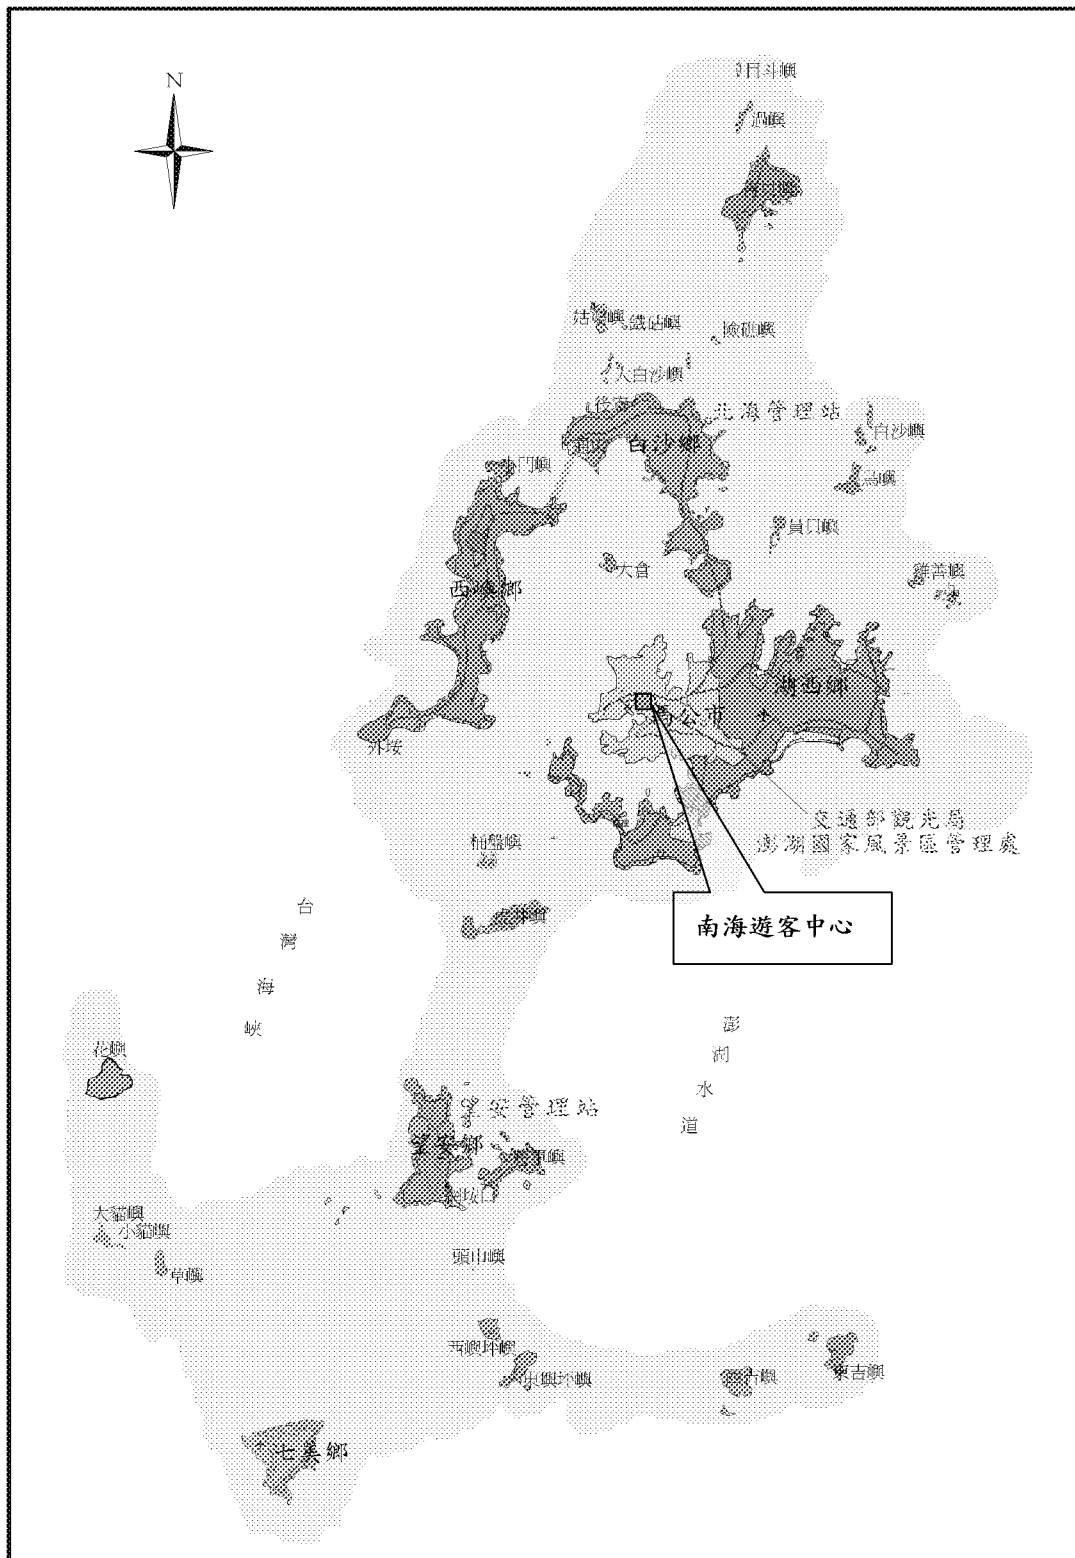 N
目斗嶼
過嶼
姑婆嶼
鐵砧嶼
險礁嶼
大白沙嶼
後寮
北海管理站
白沙嶼
白沙鄉
小門嶼
鳥嶼
員貝嶼
大倉
雞善嶼
西嶼鄉
湖西鄉
馬公市
外垵
交通部觀光局
澎湖國家風景區管理處
桶盤嶼
南海遊客中心
台灣海峽
澎湖水道
花嶼
望安管理站
望安鄉
將軍嶼
大貓嶼
小貓嶼
草嶼
頭巾嶼
西嶼坪嶼
東嶼坪嶼
西吉嶼
東吉嶼
七美鄉